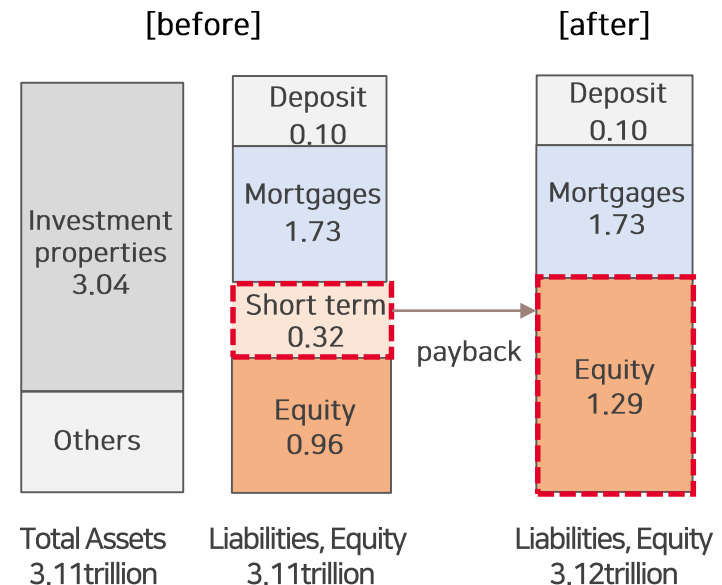 [before]
[after]
Investment
properties
3.04
Others
Total Assets
3.11trillion
Deposit
0.10
Mortgages
1.73
Short term
0.32
Equity
0.96
Liabilities, Equity
3.11trillion
payback
Deposit
0.10
Mortgages
1.73
Equity
1.29
Liabilities, Equity
3.12trillion